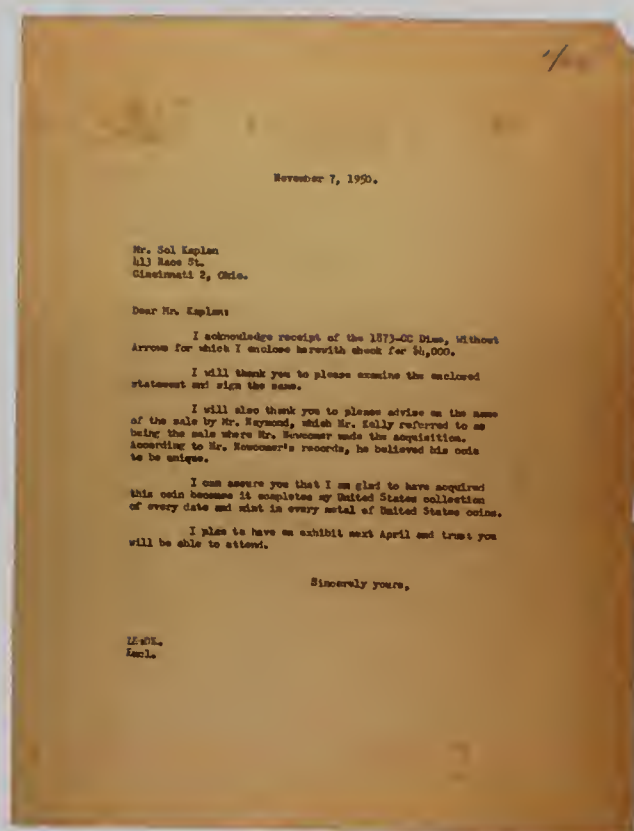 November 7, 1950.
Mr. Sol Kaplan
413 Race St.
Cincinnati 2, Ohio.
Dear Mr. Kaplan:
I acknowledge receipt of the 1873-CC Dime, Without
Arrows for which I enclose herewith check for $4,000.
I will thank you to please examine the enclosed
statement and sign the same.
I will also thank you to please advise me the name
of the sale by Mr. Raymond, which Mr. Kelly referred to as
being the sale where Mr. Newcomer made the acquisition.
According to Mr. Newcomer's records, he believed his coin
to be unique.
I can assure you that I am glad to have acquired
this coin because it completes my United States collection
of every date and mint in every metal of United States coins.
I plan to have an exhibit next April and trust you
will be able to attend.
Sincerely yours,
Encl.